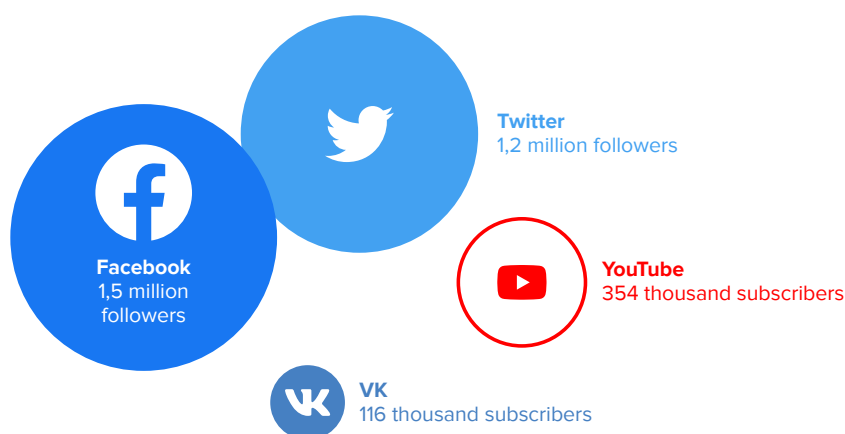 Twitter
1,2 million followers
Facebook
1,5 million
followers
YouTube
354 thousand subscribers
VK
116 thousand subscribers